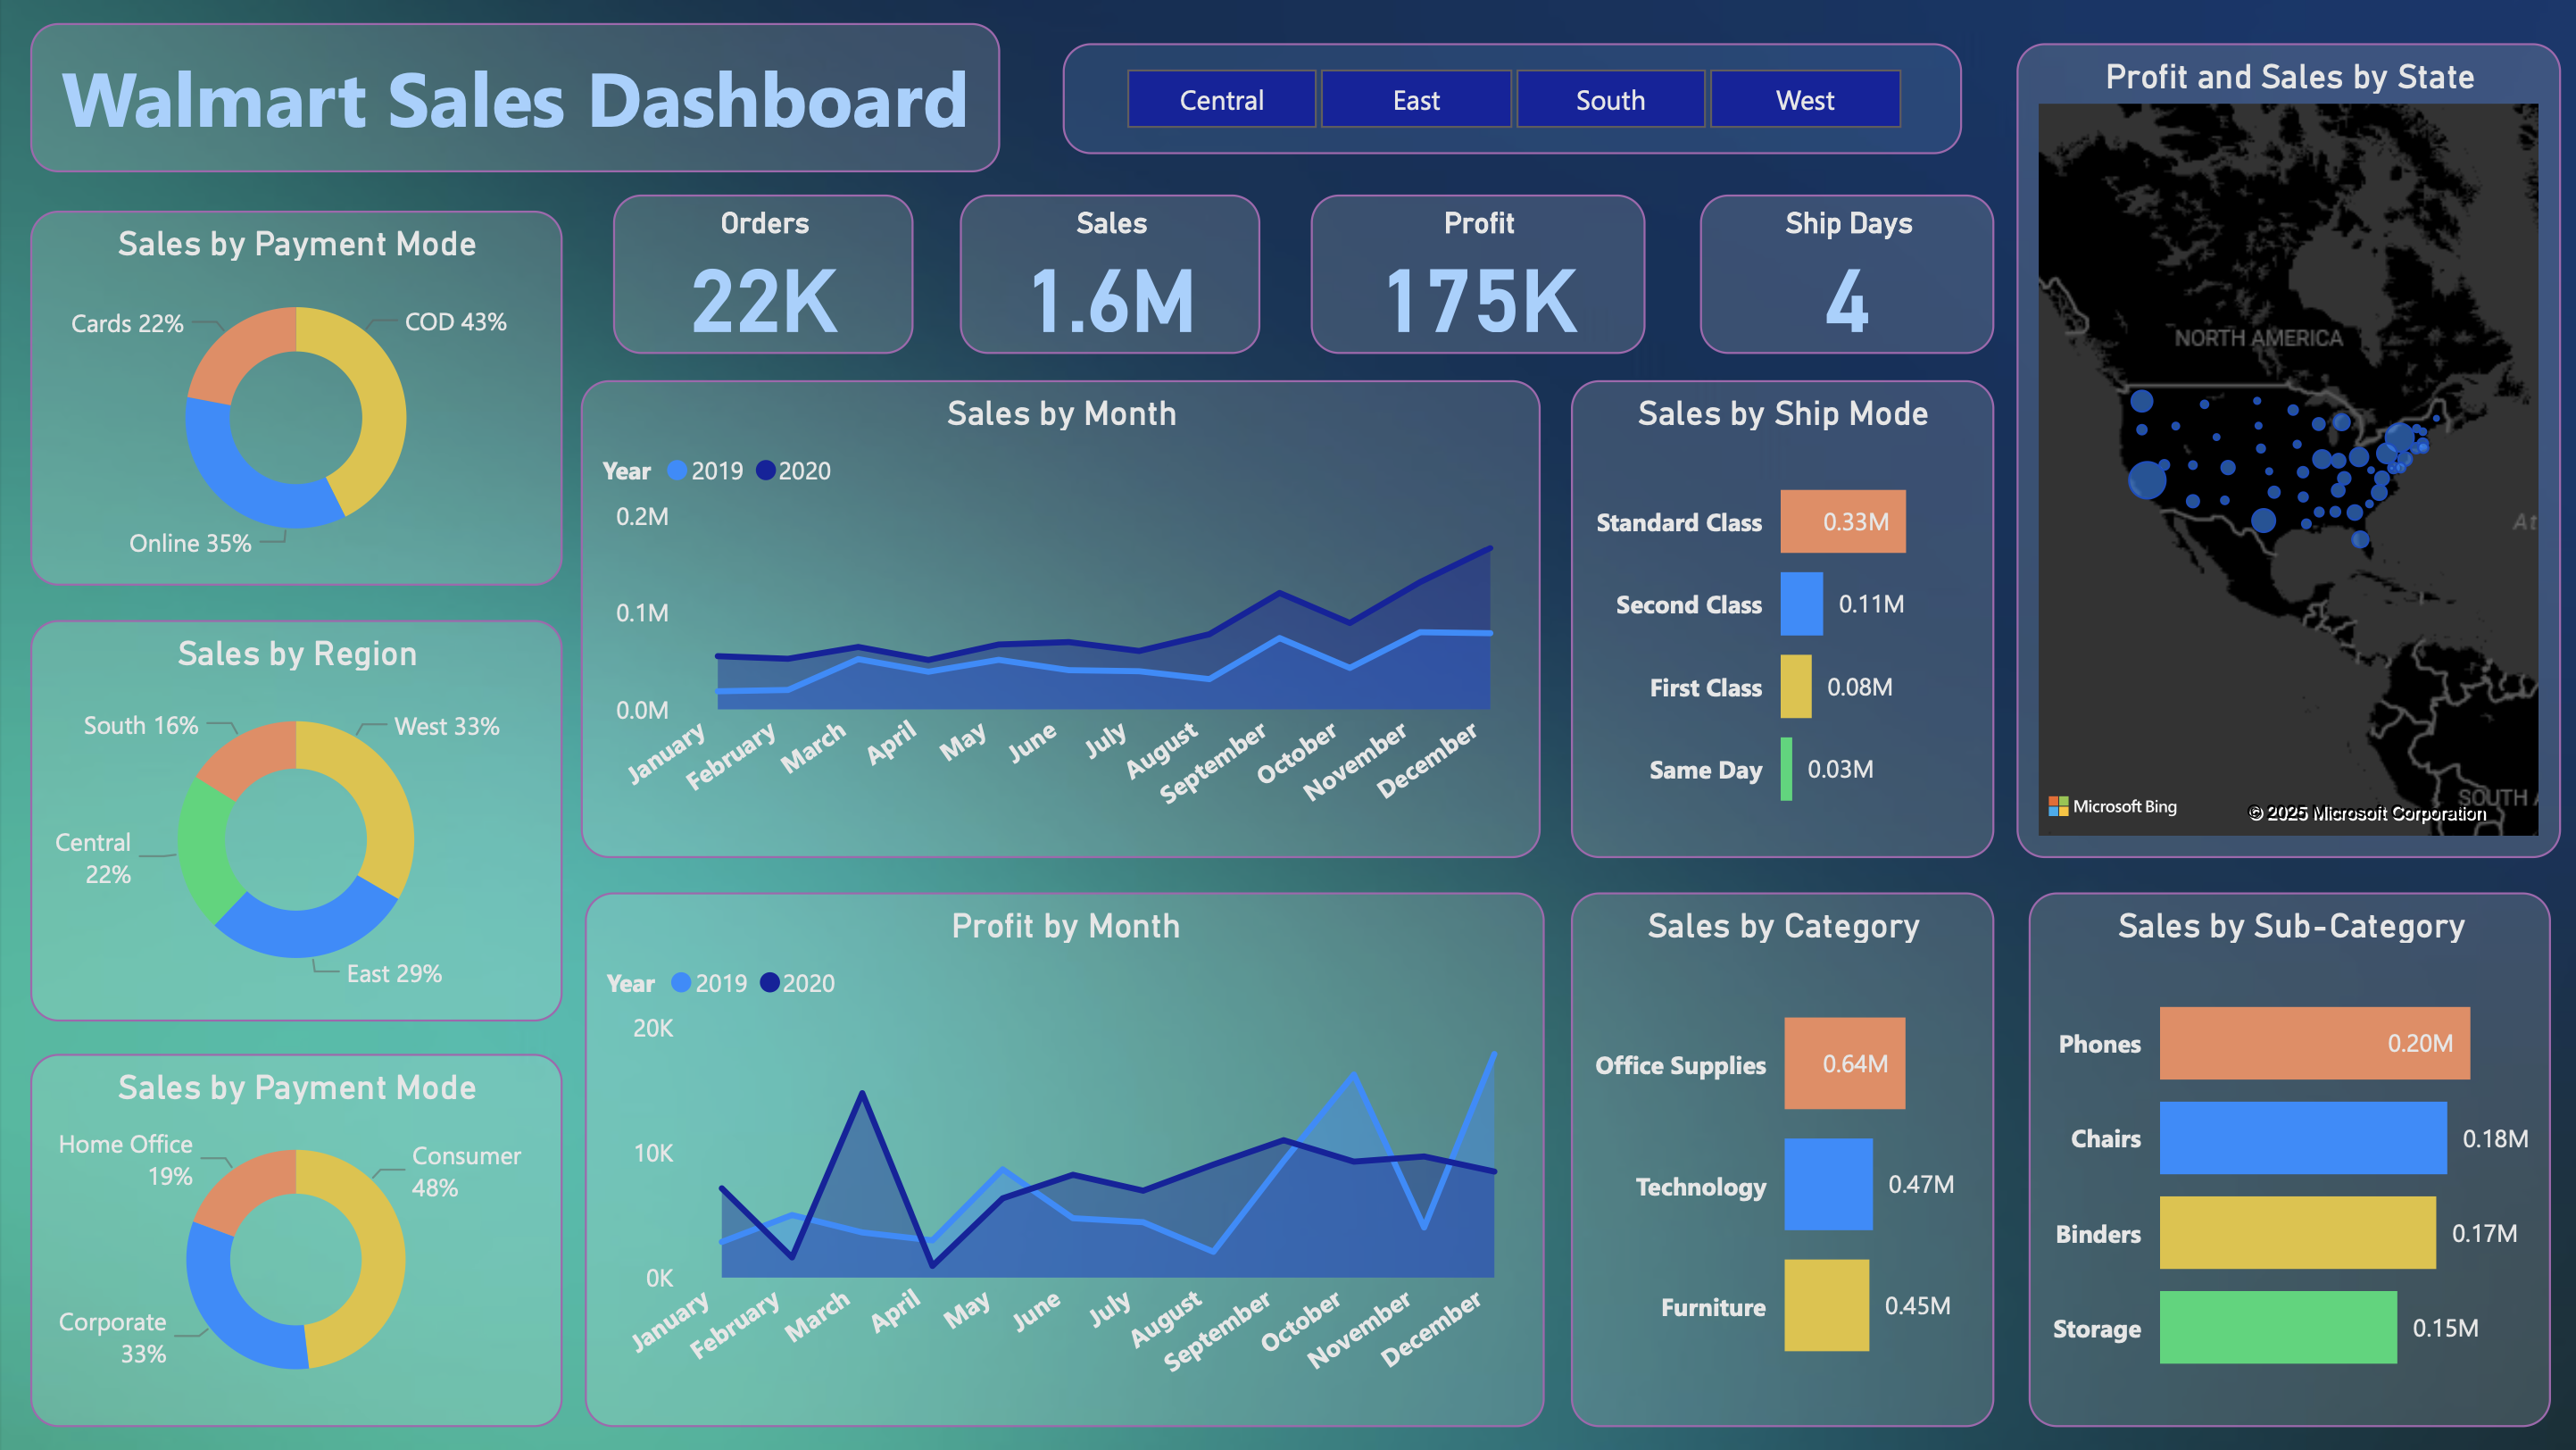 Walmart Sales Dashboard
Central
East
South
West
Profit and Sales by State
NORTH AMERICA
At
SOUTH A
Microsoft Bing
© 2025 Microsoft Corporation
Orders
22K
Sales
1.6M
Profit
175K
Ship Days
4
Sales by Payment Mode
Cards 22%
COD 43%
Online 35%
Sales by Region
South 16%
West 33%
Central
22%
East 29%
Sales by Payment Mode
Home Office
19%
Consumer
48%
Corporate
33%
Sales by Month
Year 2019 2020
0.2M
0.1M
0.0M
January
February
March
April
May
June
July
August
September
October
November
December
Sales by Ship Mode
Standard Class 0.33M
Second Class 0.11M
First Class 0.08M
Same Day 0.03M
Profit by Month
Year 2019 2020
20K
10K
0K
January
February
March
April
May
June
July
August
September
October
November
December
Sales by Category
Office Supplies 0.64M
Technology 0.47M
Furniture 0.45M
Sales by Sub-Category
Phones 0.20M
Chairs 0.18M
Binders 0.17M
Storage 0.15M